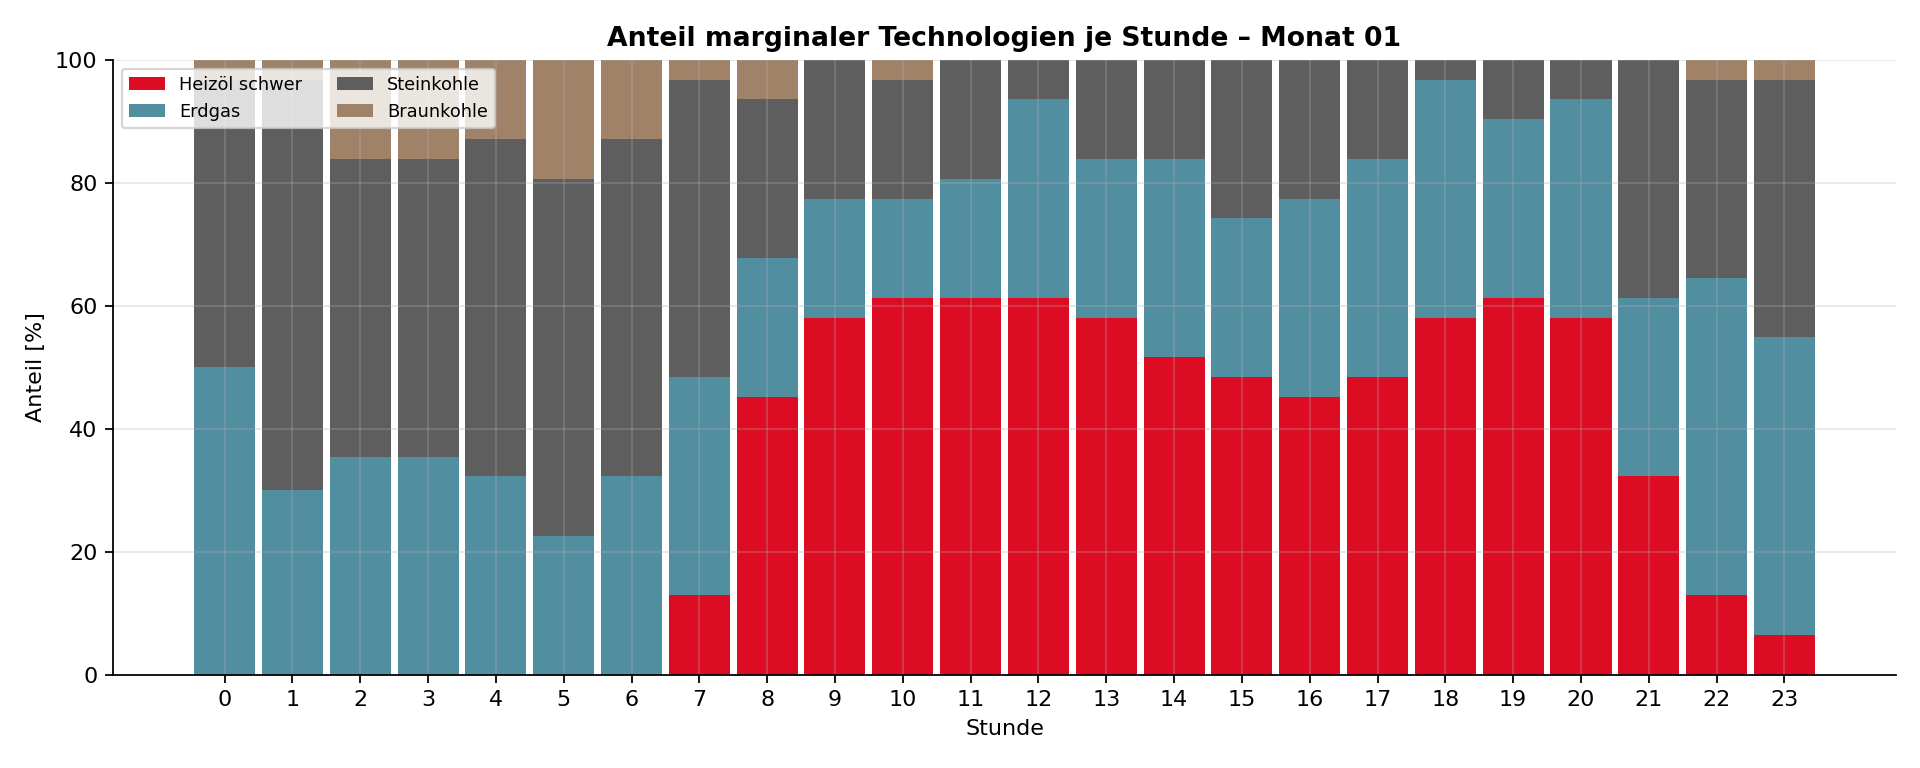 Anteil marginaler Technologien je Stunde – Monat 01
Heizöl schwer
Erdgas
Steinkohle
Braunkohle
Anteil [%]
100
80
60
40
20
0
0 1 2 3 4 5 6 7 8 9 10 11 12 13 14 15 16 17 18 19 20 21 22 23
Stunde